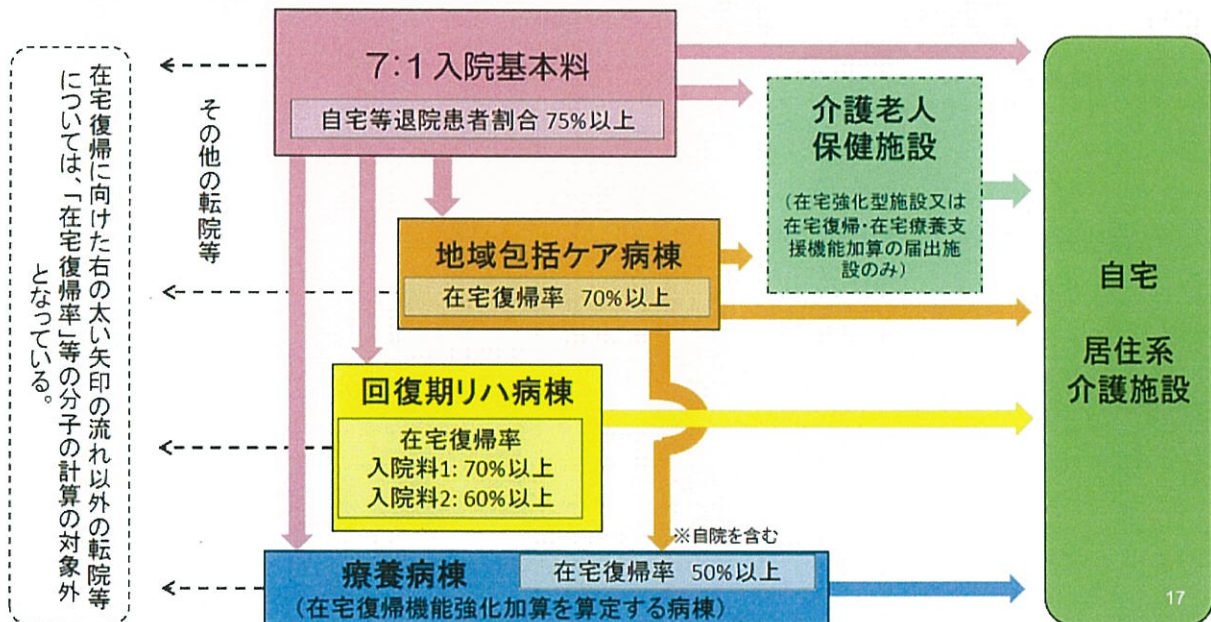 7:1入院基本料
自宅等退院患者割合 75%以上
介護老人
保健施設
(在宅強化型施設又は
在宅復帰・在宅療養支
援機能加算の届出施
設のみ)
自宅
居住系
介護施設
地域包括ケア病棟
在宅復帰率 70%以上
回復期リハ病棟
在宅復帰率
入院料1: 70%以上
入院料2: 60%以上
※自院を含む
療養病棟
在宅復帰率 50%以上
(在宅復帰機能強化加算を算定する病棟)
その他の転院等
在宅復帰に向けた右の太い矢印の流れ以外の転院等
については、「在宅復帰率」等の分子の計算の対象外
となっている。
17